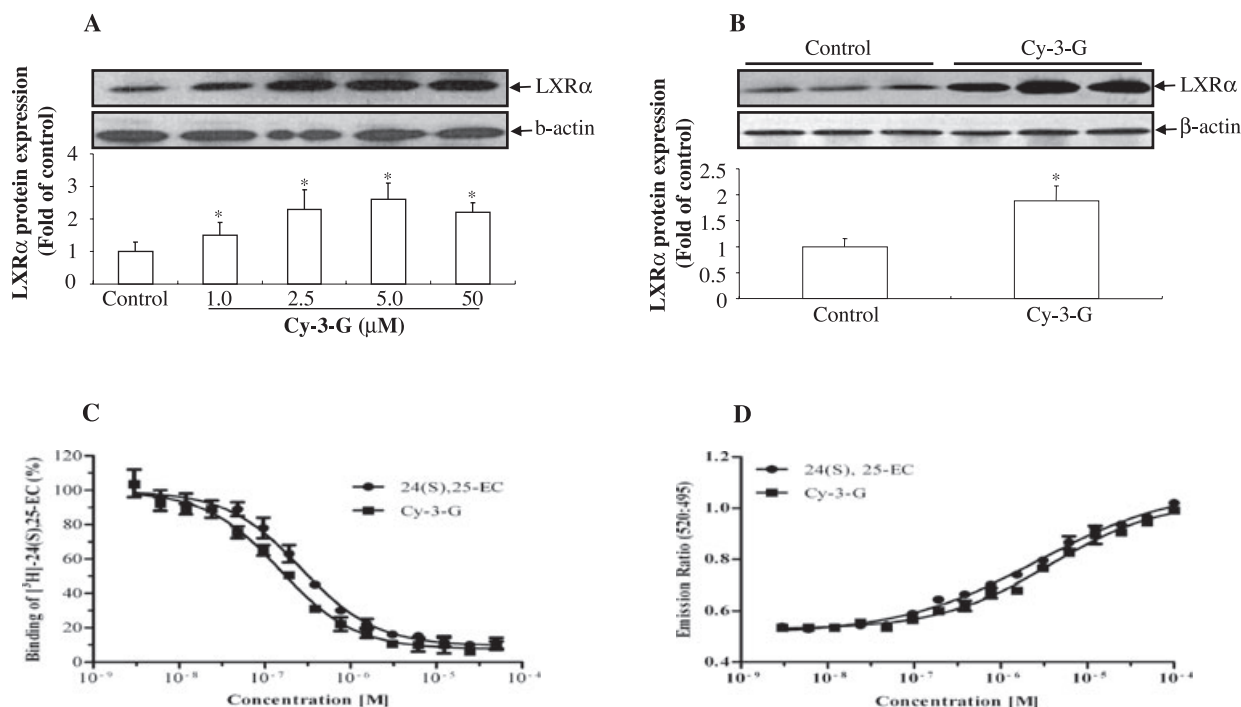 A
LXRα
b-actin
LXRα protein expression
(Fold of control)
4
3
2
1
0
Control 1.0 2.5 5.0 50
Cy-3-G (μM)
* * * *
B
Control Cy-3-G
LXRα
β-actin
LXRα protein expression
(Fold of control)
2.5
2
1.5
1
0.5
0
*
Control Cy-3-G
C
Binding of [³H]-24(S),25-EC (%)
120
100
80
60
40
20
0
24(S),25-EC
Cy-3-G
10⁻⁹ 10⁻⁸ 10⁻⁷ 10⁻⁶ 10⁻⁵ 10⁻⁴
Concentration [M]
D
Emission Ratio (520:495)
1.2
1.0
0.8
0.6
0.4
24(S), 25-EC
Cy-3-G
10⁻⁹ 10⁻⁸ 10⁻⁷ 10⁻⁶ 10⁻⁵ 10⁻⁴
Concentration [M]